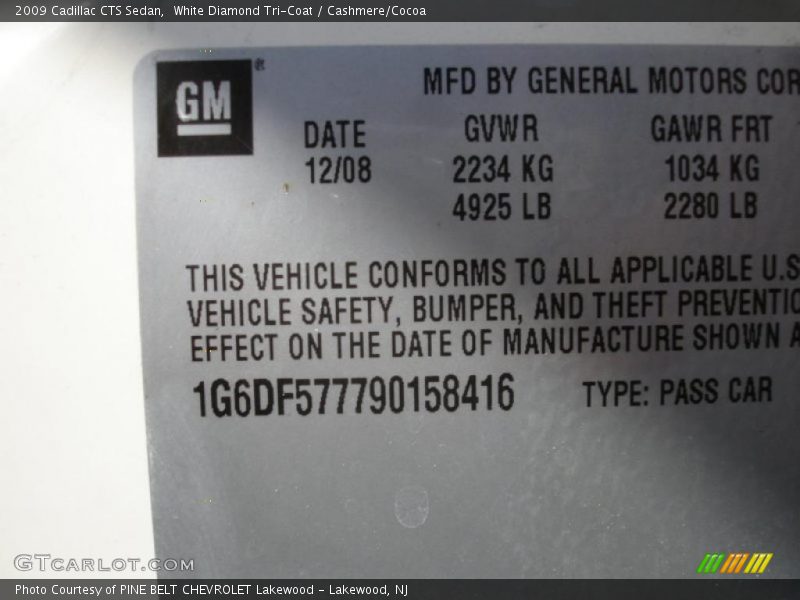 2009 Cadillac CTS Sedan, White Diamond Tri-Coat / Cashmere/Cocoa
GM®
MFD BY GENERAL MOTORS COR
DATE GVWR GAWR FRT
12/08 2234 KG 1034 KG
4925 LB 2280 LB
THIS VEHICLE CONFORMS TO ALL APPLICABLE U.S
VEHICLE SAFETY, BUMPER, AND THEFT PREVENTIO
EFFECT ON THE DATE OF MANUFACTURE SHOWN A
1G6DF577790158416 TYPE: PASS CAR
GTcarlot.com
Photo Courtesy of PINE BELT CHEVROLET Lakewood - Lakewood, NJ